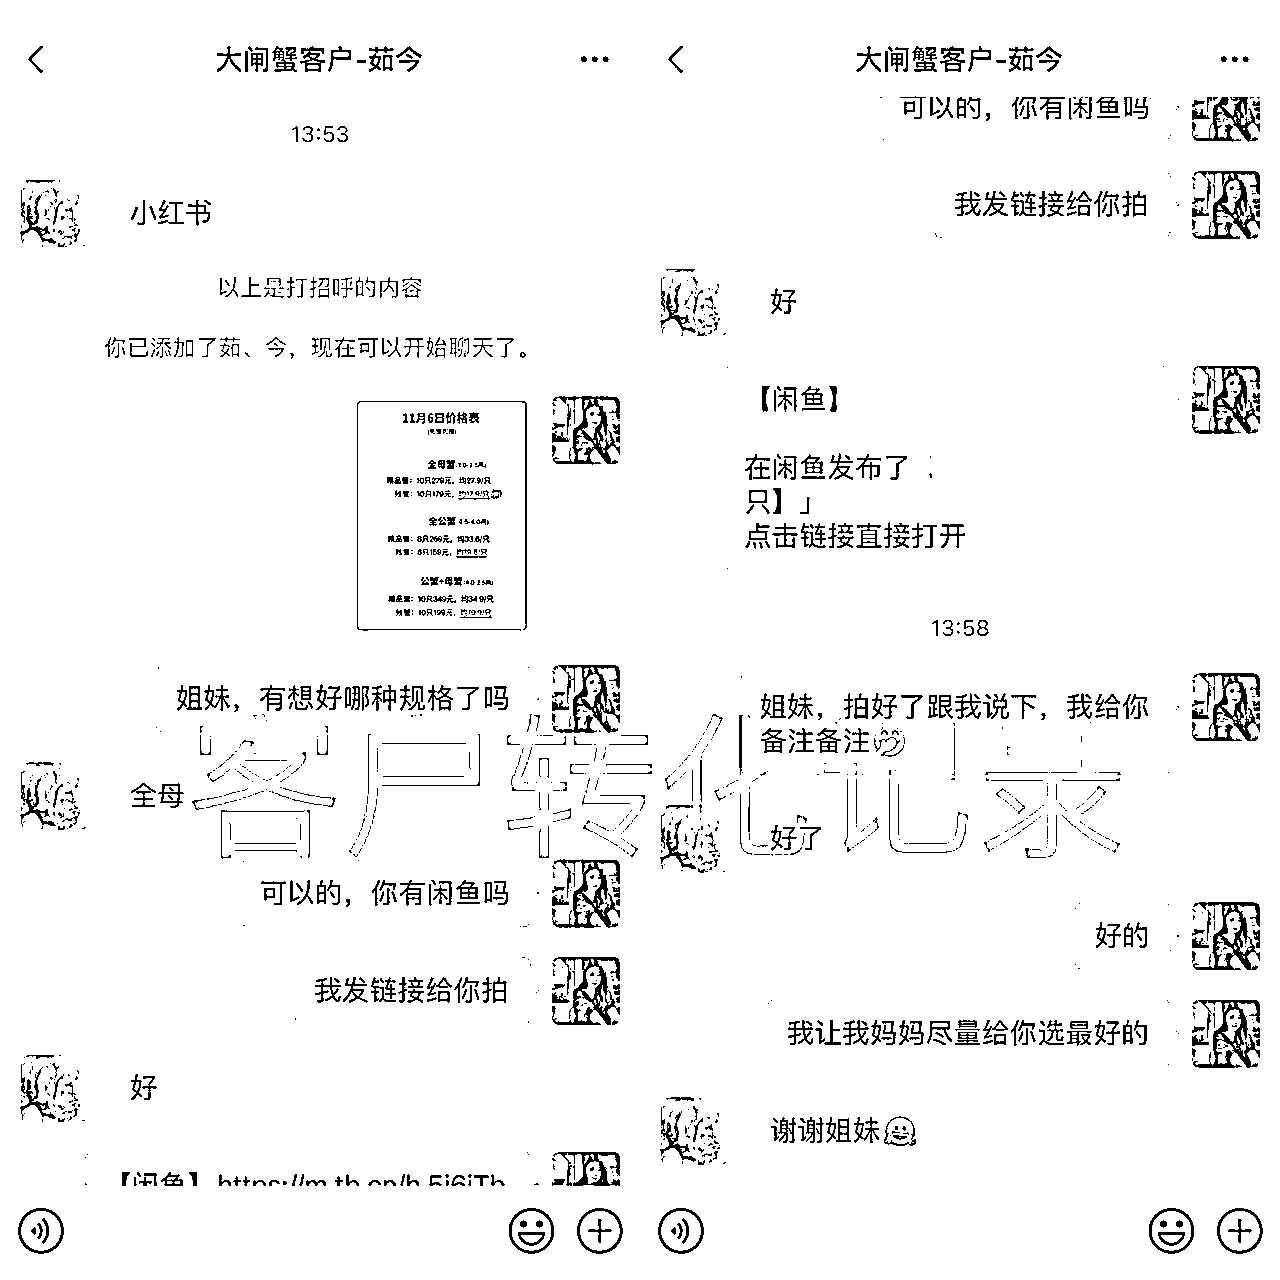 大闸蟹客户-茹今
13:53
小红书
以上是打招呼的内容
你已添加了茹、今，现在可以开始聊天了。
11月6日价格表
全母蟹
精品蟹：10只279元，均27.9/只
残蟹：10只179元，均17.9/只
全公蟹
精品蟹：8只269元，均33.6/只
残蟹：8只159元，均19.8/只
公蟹+母蟹
精品蟹：10只349元，均34.9/只
残蟹：10只199元，均19.9/只
姐妹，有想好哪种规格了吗
全母
可以的，你有闲鱼吗
我发链接给你拍
好
【闲鱼】https://m.tb.cn/h.5j6iTb
大闸蟹客户-茹今
可以的，你有闲鱼吗
我发链接给你拍
好
【闲鱼】
在闲鱼发布了
只】」
点击链接直接打开
13:58
姐妹，拍好了跟我说下，我给你
备注备注
好了
好的
我让我妈妈尽量给你选最好的
谢谢姐妹
客户转化记录